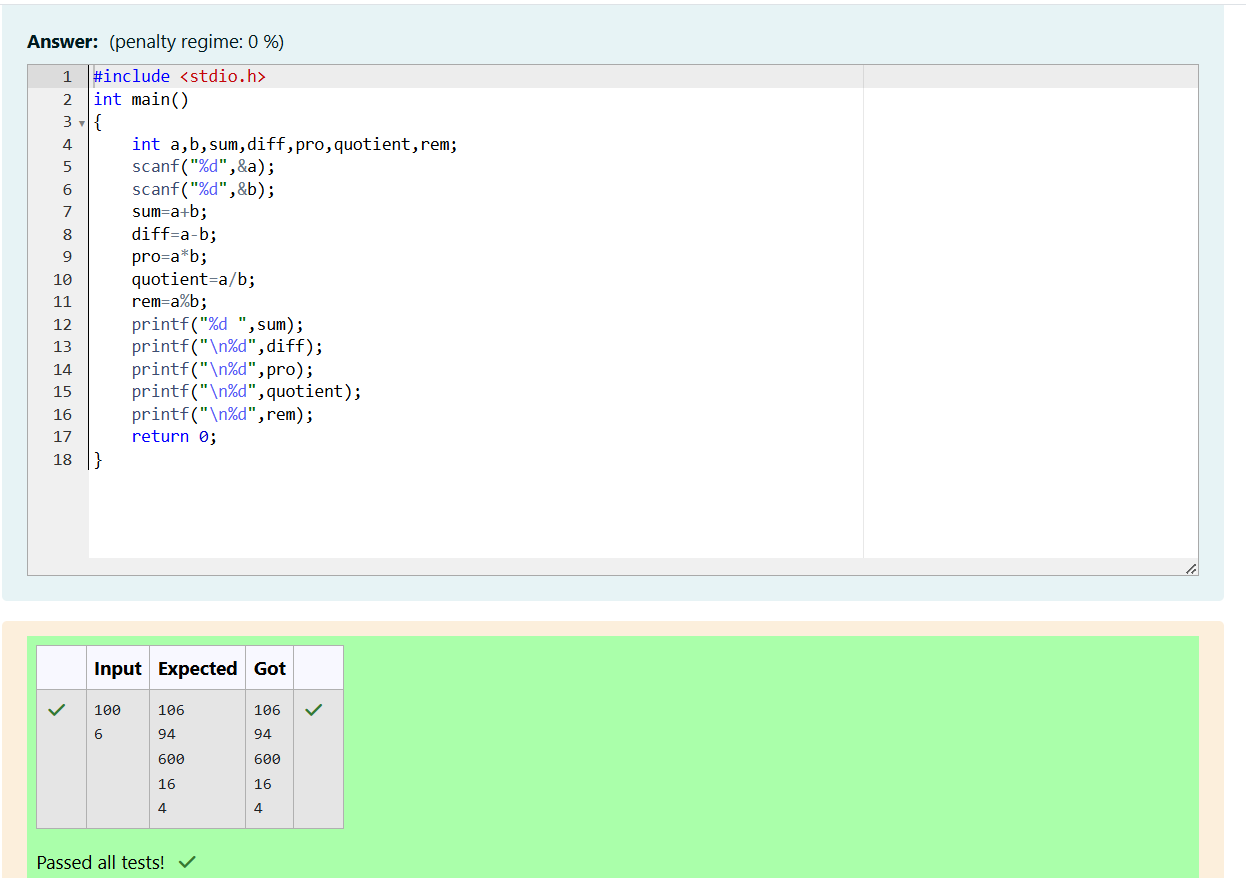 Answer: (penalty regime: 0 %)
1 #include <stdio.h>
2 int main()
3 {
4     int a,b,sum,diff,pro,quotient,rem;
5     scanf("%d",&a);
6     scanf("%d",&b);
7     sum=a+b;
8     diff=a-b;
9     pro=a*b;
10     quotient=a/b;
11     rem=a%b;
12     printf("%d ",sum);
13     printf("\n%d",diff);
14     printf("\n%d",pro);
15     printf("\n%d",quotient);
16     printf("\n%d",rem);
17     return 0;
18 }
Input Expected Got
100 106 106
6 94 94
600 600
16 16
4 4
Passed all tests!